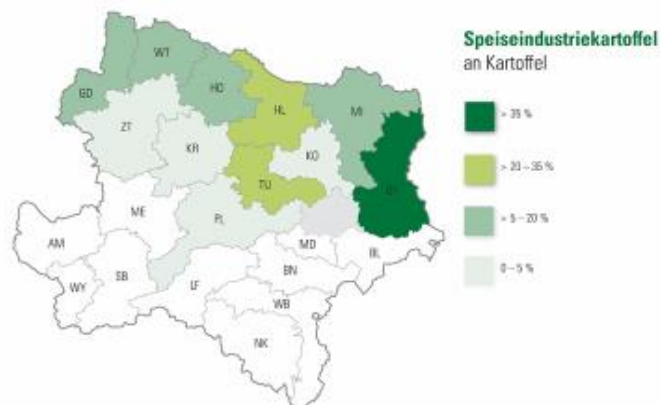 Speiseindustriekartoffel
an Kartoffel
> 35 %
> 20 – 35 %
> 5 – 20 %
0 – 5 %
WT
GD
HO
HL
MI
ZT
KR
KO
TU
ME
PL
AM
MD
SB
BN
WY
LF
WB
NK